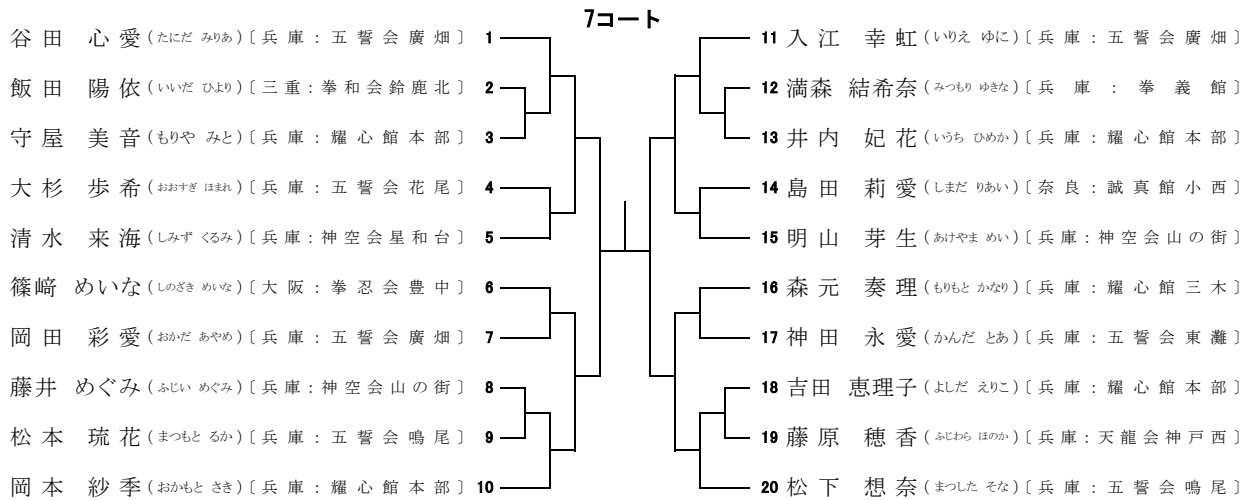 7コート
谷田 心愛(たにだ みりあ)〔兵庫:五誓会廣畑〕 1
飯田 陽依(いいだ ひより)〔三重:拳和会鈴鹿北〕 2
守屋 美音(もりや みと)〔兵庫:耀心館本部〕 3
大杉 歩希(おおすぎ ほまれ)〔兵庫:五誓会花尾〕 4
清水 来海(しみず くるみ)〔兵庫:神空会星和台〕 5
篠﨑 めいな(しのざき めいな)〔大阪:拳忍会豊中〕 6
岡田 彩愛(おかだ あやめ)〔兵庫:五誓会廣畑〕 7
藤井 めぐみ(ふじい めぐみ)〔兵庫:神空会山の街〕 8
松本 琉花(まつもと るか)〔兵庫:五誓会鳴尾〕 9
岡本 紗季(おかもと さき)〔兵庫:耀心館本部〕 10
11 入江 幸虹(いりえ ゆに)〔兵庫:五誓会廣畑〕
12 満森 結希奈(みつもり ゆきな)〔兵庫:拳義館〕
13 井内 妃花(いうち ひめか)〔兵庫:耀心館本部〕
14 島田 莉愛(しまだ りあい)〔奈良:誠真館小西〕
15 明山 芽生(あけやま めい)〔兵庫:神空会山の街〕
16 森元 奏理(もりもと かなり)〔兵庫:耀心館三木〕
17 神田 永愛(かんだ とあ)〔兵庫:五誓会東灘〕
18 吉田 恵理子(よしだ えりこ)〔兵庫:耀心館本部〕
19 藤原 穂香(ふじわら ほのか)〔兵庫:天龍会神戸西〕
20 松下 想奈(まつした そな)〔兵庫:五誓会鳴尾〕